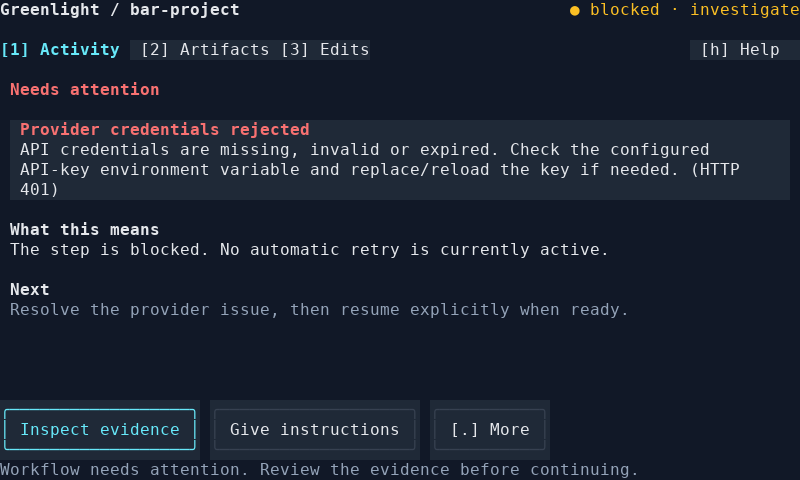 Greenlight / bar-project ● blocked · investigate
[1] Activity [2] Artifacts [3] Edits [h] Help
Needs attention
Provider credentials rejected
API credentials are missing, invalid or expired. Check the configured
API-key environment variable and replace/reload the key if needed. (HTTP
401)
What this means
The step is blocked. No automatic retry is currently active.
Next
Resolve the provider issue, then resume explicitly when ready.
Inspect evidence Give instructions [.] More
Workflow needs attention. Review the evidence before continuing.